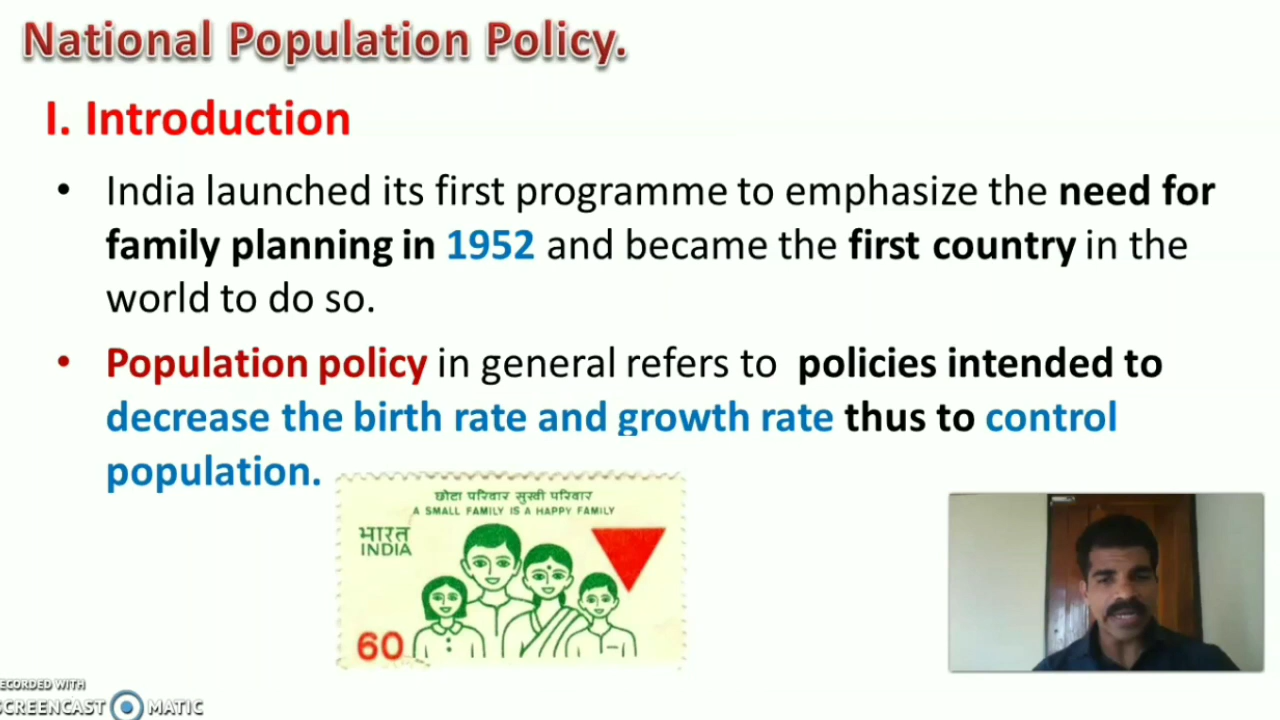 National Population Policy.
I. Introduction
• India launched its first programme to emphasize the need for
family planning in 1952 and became the first country in the
world to do so.
• Population policy in general refers to policies intended to
decrease the birth rate and growth rate thus to control
population.
छोटा परिवार सुखी परिवार
A SMALL FAMILY IS A HAPPY FAMILY
भारत
INDIA
60
ECORDED WITH
SCREENCAST MATIC